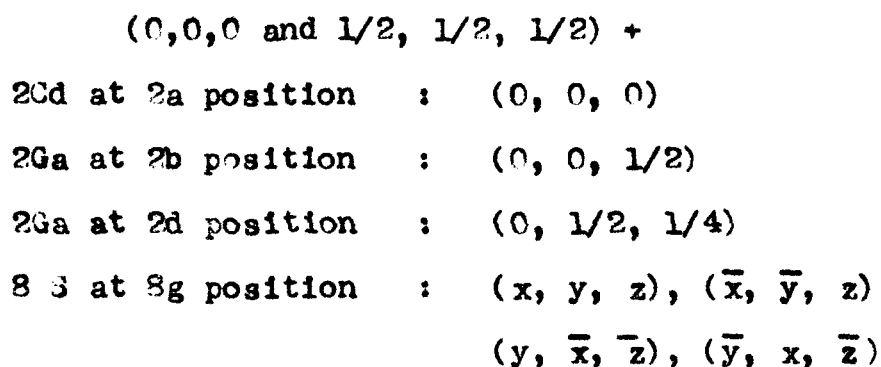 (0,0,0 and 1/2, 1/2, 1/2) +
2Cd at 2a position : (0, 0, 0)
2Ga at 2b position : (0, 0, 1/2)
2Ga at 2d position : (0, 1/2, 1/4)
8 S at 8g position : (x, y, z), (x̅, y̅, z)
(y, x̅, z̅), (y̅, x, z̅)